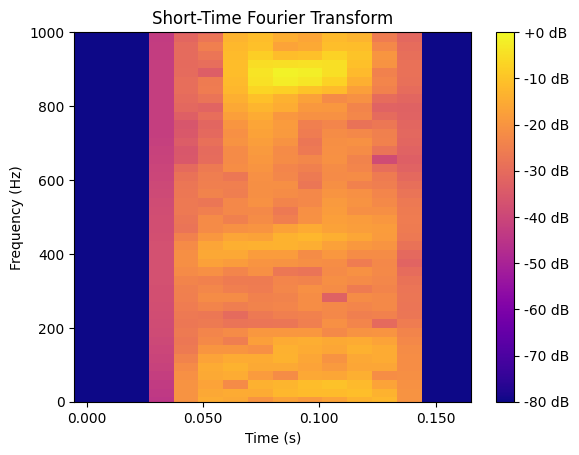 Short-Time Fourier Transform
1000
800
600
400
200
0
Frequency (Hz)
0.000
0.050
0.100
0.150
Time (s)
+0 dB
-10 dB
-20 dB
-30 dB
-40 dB
-50 dB
-60 dB
-70 dB
-80 dB